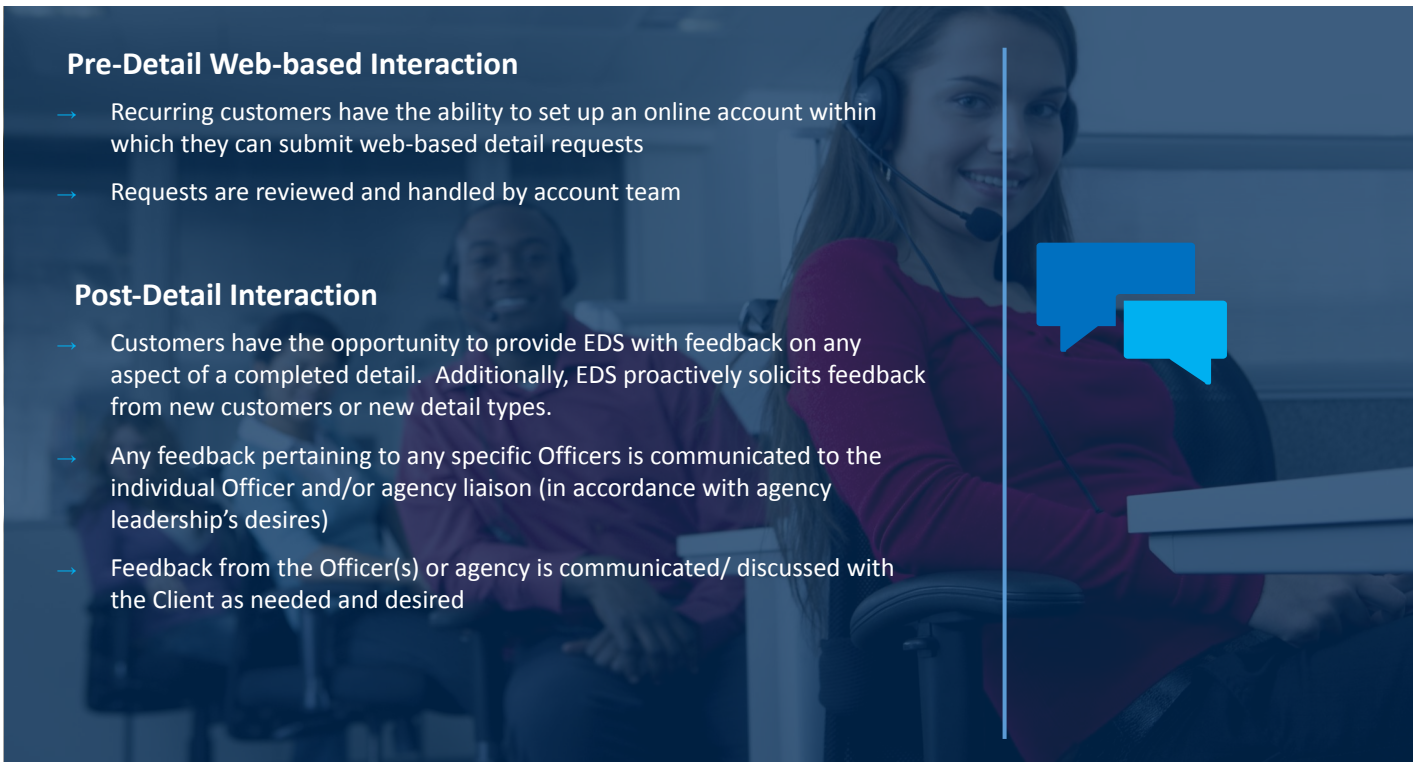 Pre-Detail Web-based Interaction
→ Recurring customers have the ability to set up an online account within
which they can submit web-based detail requests
→ Requests are reviewed and handled by account team
Post-Detail Interaction
→ Customers have the opportunity to provide EDS with feedback on any
aspect of a completed detail.  Additionally, EDS proactively solicits feedback
from new customers or new detail types.
→ Any feedback pertaining to any specific Officers is communicated to the
individual Officer and/or agency liaison (in accordance with agency
leadership's desires)
→ Feedback from the Officer(s) or agency is communicated/ discussed with
the Client as needed and desired